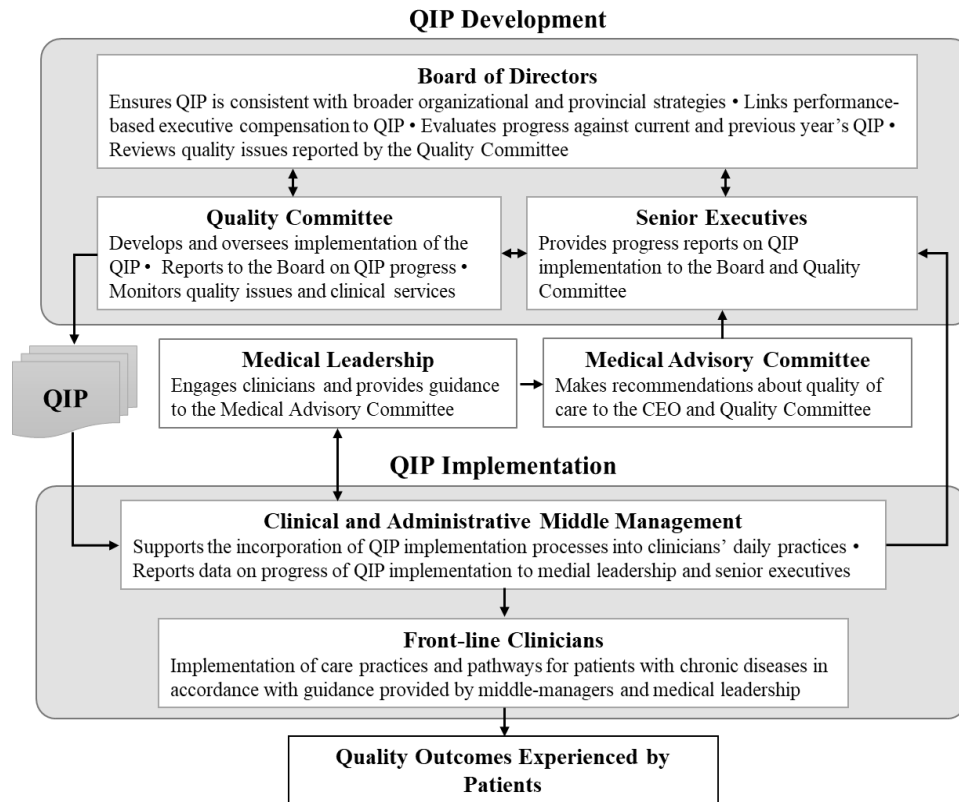 QIP Development
Board of Directors
Ensures QIP is consistent with broader organizational and provincial strategies • Links performance-
based executive compensation to QIP • Evaluates progress against current and previous year's QIP •
Reviews quality issues reported by the Quality Committee
Quality Committee
Develops and oversees implementation of the
QIP • Reports to the Board on QIP progress •
Monitors quality issues and clinical services
Senior Executives
Provides progress reports on QIP
implementation to the Board and Quality
Committee
QIP
Medical Leadership
Engages clinicians and provides guidance
to the Medical Advisory Committee
Medical Advisory Committee
Makes recommendations about quality of
care to the CEO and Quality Committee
QIP Implementation
Clinical and Administrative Middle Management
Supports the incorporation of QIP implementation processes into clinicians' daily practices •
Reports data on progress of QIP implementation to medial leadership and senior executives
Front-line Clinicians
Implementation of care practices and pathways for patients with chronic diseases in
accordance with guidance provided by middle-managers and medical leadership
Quality Outcomes Experienced by
Patients